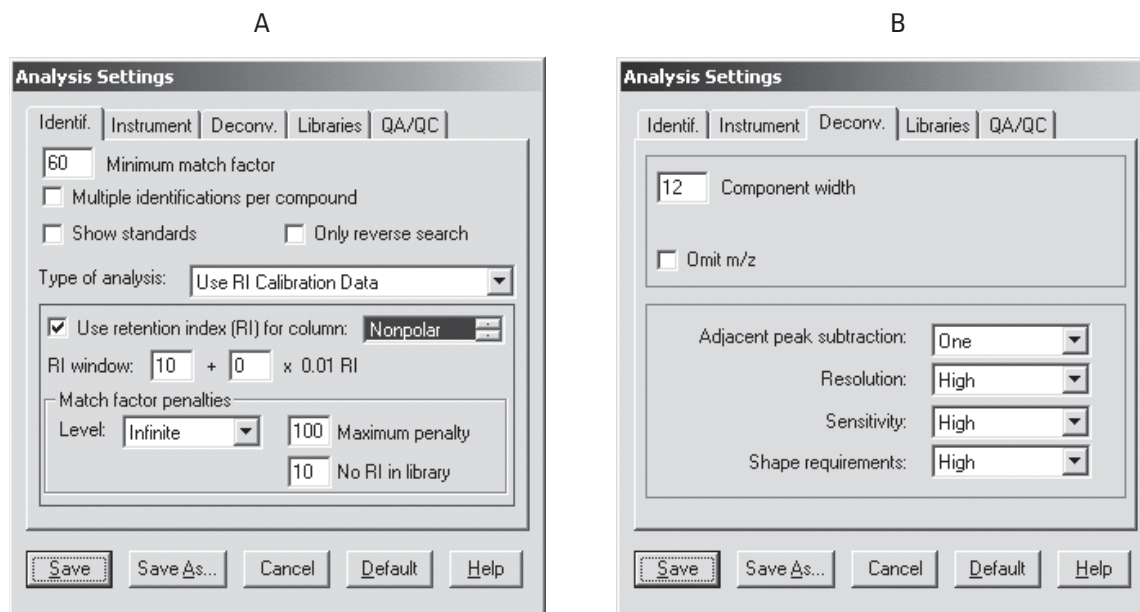 A
Analysis Settings
Identif. Instrument Deconv. Libraries QA/QC
60 Minimum match factor
Multiple identifications per compound
Show standards Only reverse search
Type of analysis: Use RI Calibration Data
Use retention index (RI) for column: Nonpolar
RI window: 10 + 0 x 0.01 RI
Match factor penalties
Level: Infinite 100 Maximum penalty
10 No RI in library
Save Save As... Cancel Default Help
B
Analysis Settings
Identif. Instrument Deconv. Libraries QA/QC
12 Component width
Omit m/z
Adjacent peak subtraction: One
Resolution: High
Sensitivity: High
Shape requirements: High
Save Save As... Cancel Default Help